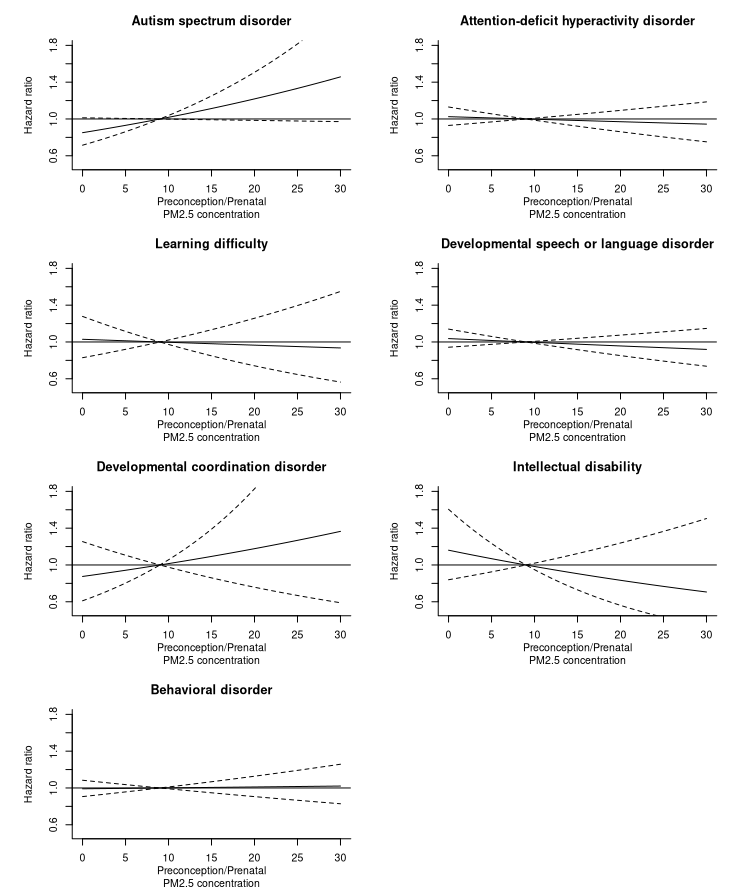 Autism spectrum disorder
Hazard ratio
0.6 1.0 1.4 1.8
0 5 10 15 20 25 30
Preconception/Prenatal
PM2.5 concentration
Attention-deficit hyperactivity disorder
Hazard ratio
0.6 1.0 1.4 1.8
0 5 10 15 20 25 30
Preconception/Prenatal
PM2.5 concentration
Learning difficulty
Hazard ratio
0.6 1.0 1.4 1.8
0 5 10 15 20 25 30
Preconception/Prenatal
PM2.5 concentration
Developmental speech or language disorder
Hazard ratio
0.6 1.0 1.4 1.8
0 5 10 15 20 25 30
Preconception/Prenatal
PM2.5 concentration
Developmental coordination disorder
Hazard ratio
0.6 1.0 1.4 1.8
0 5 10 15 20 25 30
Preconception/Prenatal
PM2.5 concentration
Intellectual disability
Hazard ratio
0.6 1.0 1.4 1.8
0 5 10 15 20 25 30
Preconception/Prenatal
PM2.5 concentration
Behavioral disorder
Hazard ratio
0.6 1.0 1.4 1.8
0 5 10 15 20 25 30
Preconception/Prenatal
PM2.5 concentration